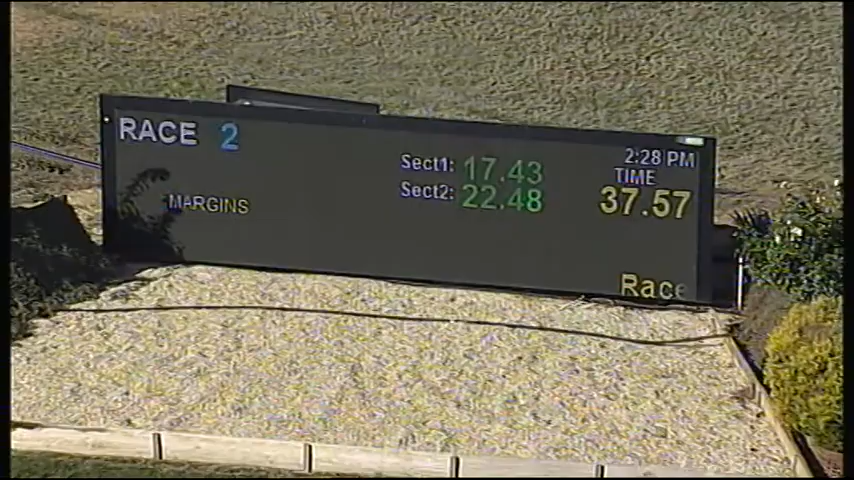 RACE 2
2:28 PM
Sect1: 17.43
TIME
Sect2: 22.48
37.57
MARGINS
Race